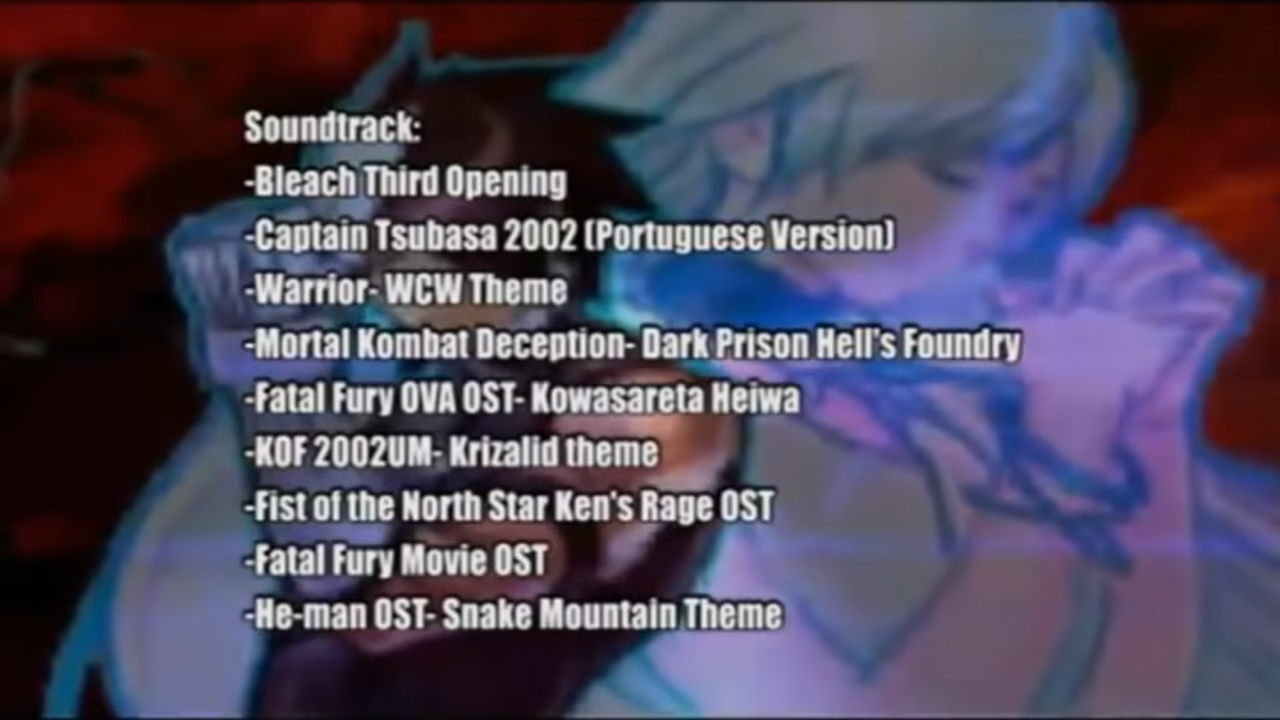 Soundtrack:
-Bleach Third Opening
-Captain Tsubasa 2002 (Portuguese Version)
-Warrior- WCW Theme
-Mortal Kombat Deception- Dark Prison Hell's Foundry
-Fatal Fury OVA OST- Kowasareta Heiwa
-KOF 2002UM- Krizalid theme
-Fist of the North Star Ken's Rage OST
-Fatal Fury Movie OST
-He-man OST- Snake Mountain Theme